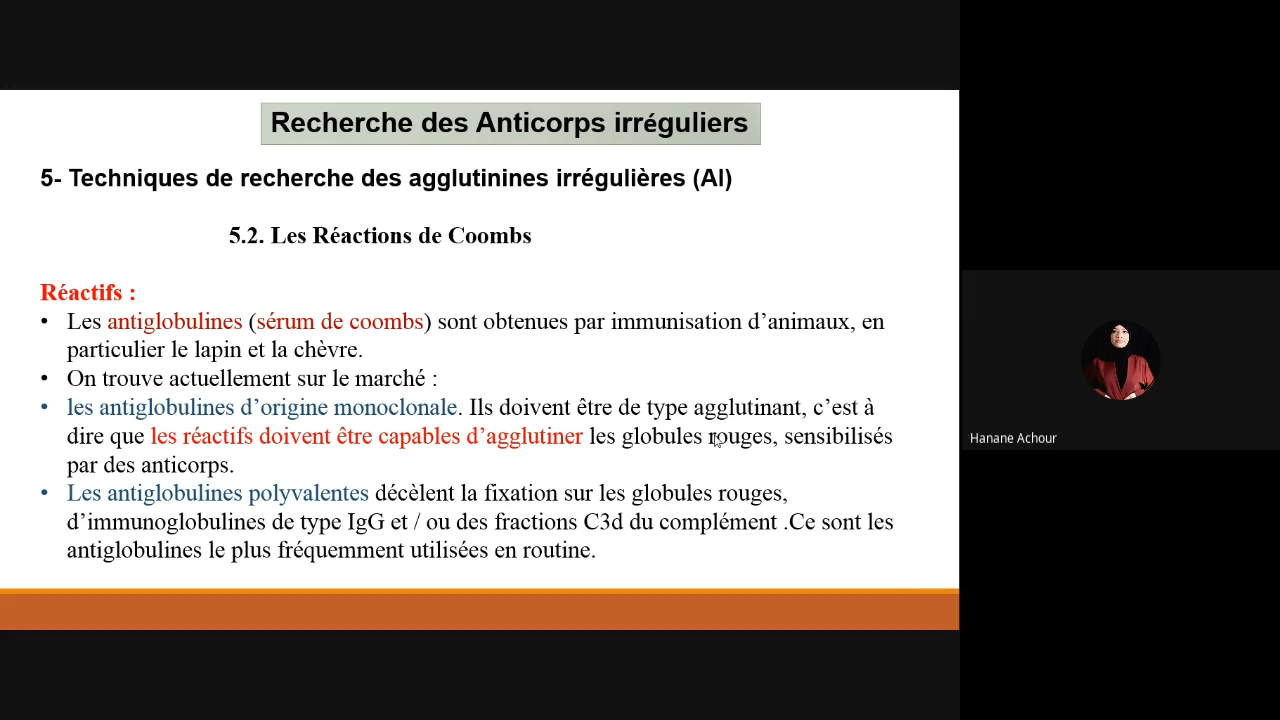 Recherche des Anticorps irréguliers
5- Techniques de recherche des agglutinines irrégulières (AI)
5.2. Les Réactions de Coombs
Réactifs :
• Les antiglobulines (sérum de coombs) sont obtenues par immunisation d’animaux, en
particulier le lapin et la chèvre.
• On trouve actuellement sur le marché :
• les antiglobulines d’origine monoclonale. Ils doivent être de type agglutinant, c’est à
dire que les réactifs doivent être capables d’agglutiner les globules rouges, sensibilisés
par des anticorps.
• Les antiglobulines polyvalentes décèlent la fixation sur les globules rouges,
d’immunoglobulines de type IgG et / ou des fractions C3d du complément .Ce sont les
antiglobulines le plus fréquemment utilisées en routine.
Hanane Achour